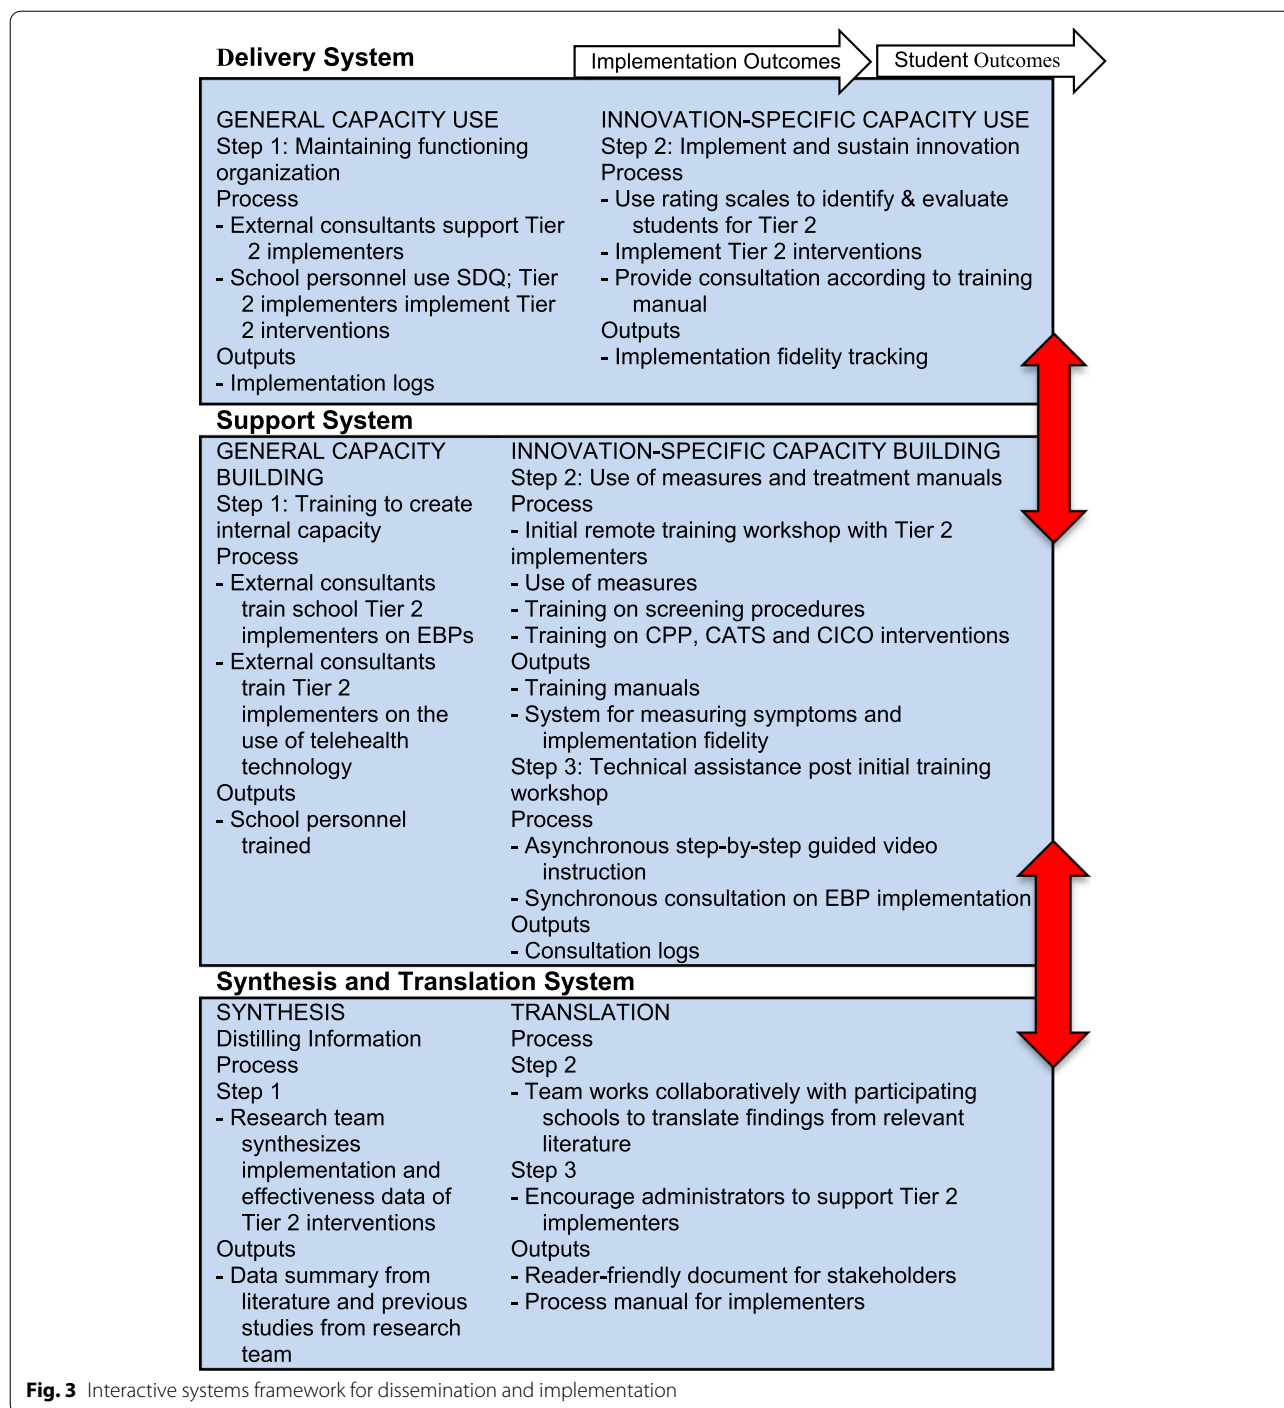 Delivery System
Implementation Outcomes
Student Outcomes
GENERAL CAPACITY USE
Step 1: Maintaining functioning
organization
Process
- External consultants support Tier
2 implementers
- School personnel use SDQ; Tier
2 implementers implement Tier
2 interventions
Outputs
- Implementation logs
INNOVATION-SPECIFIC CAPACITY USE
Step 2: Implement and sustain innovation
Process
- Use rating scales to identify & evaluate
students for Tier 2
- Implement Tier 2 interventions
- Provide consultation according to training
manual
Outputs
- Implementation fidelity tracking
Support System
GENERAL CAPACITY
BUILDING
Step 1: Training to create
internal capacity
Process
- External consultants
train school Tier 2
implementers on EBPs
- External consultants
train Tier 2
implementers on the
use of telehealth
technology
Outputs
- School personnel
trained
INNOVATION-SPECIFIC CAPACITY BUILDING
Step 2: Use of measures and treatment manuals
Process
- Initial remote training workshop with Tier 2
implementers
- Use of measures
- Training on screening procedures
- Training on CPP, CATS and CICO interventions
Outputs
- Training manuals
- System for measuring symptoms and
implementation fidelity
Step 3: Technical assistance post initial training
workshop
Process
- Asynchronous step-by-step guided video
instruction
- Synchronous consultation on EBP implementation
Outputs
- Consultation logs
Synthesis and Translation System
SYNTHESIS
Distilling Information
Process
Step 1
- Research team
synthesizes
implementation and
effectiveness data of
Tier 2 interventions
Outputs
- Data summary from
literature and previous
studies from research
team
TRANSLATION
Process
Step 2
- Team works collaboratively with participating
schools to translate findings from relevant
literature
Step 3
- Encourage administrators to support Tier 2
implementers
Outputs
- Reader-friendly document for stakeholders
- Process manual for implementers
Fig. 3 Interactive systems framework for dissemination and implementation